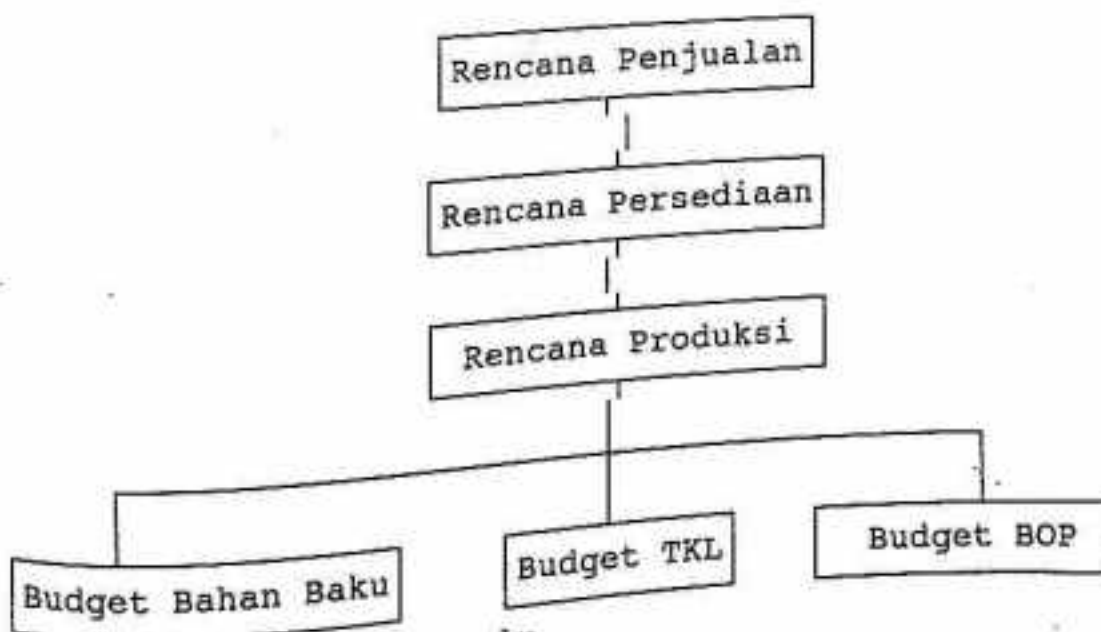 Rencana Penjualan
Rencana Persediaan
Rencana Produksi
Budget Bahan Baku
Budget TKL
Budget BOP